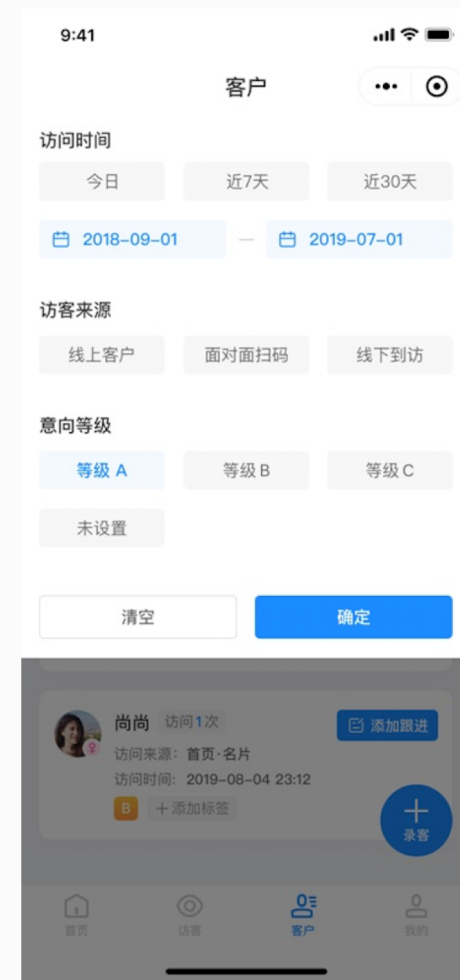 9:41
客户
访问时间
今日 近7天 近30天
2018-09-01 — 2019-07-01
访客来源
线上客户 面对面扫码 线下到访
意向等级
等级 A 等级 B 等级 C
未设置
清空 确定
尚尚 访问1次 添加跟进
访问来源：首页·名片
访问时间: 2019-08-04 23:12
B +添加标签
录客
首页 访客 客户 我的